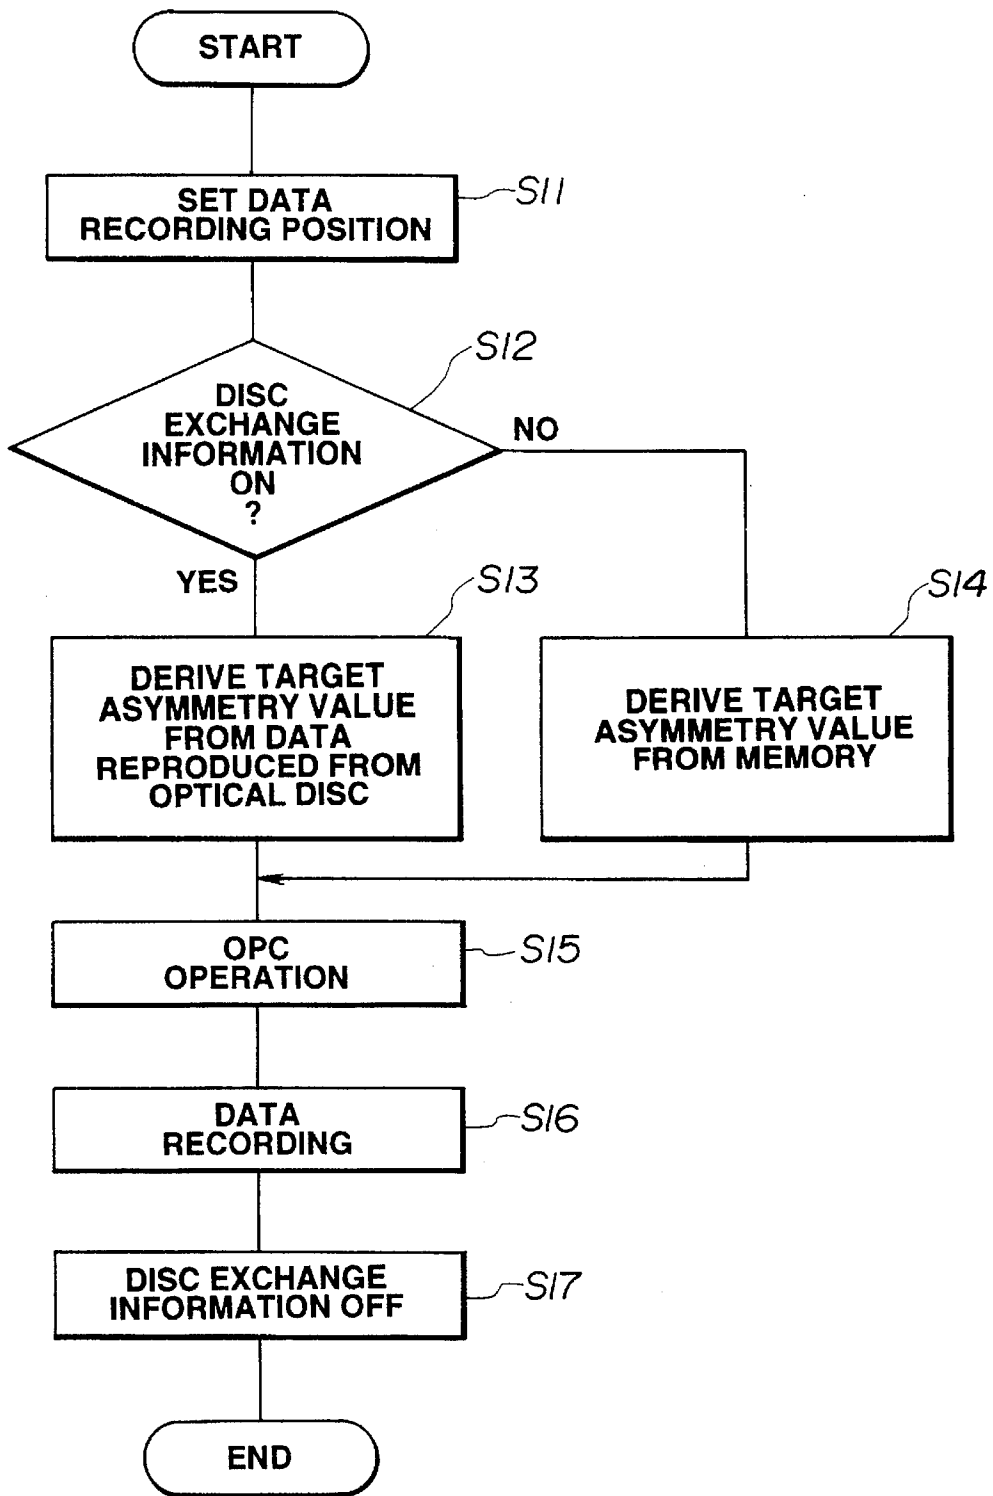 START
SET DATA
RECORDING POSITION
S11
DISC
EXCHANGE
INFORMATION
ON
?
S12
NO
YES
S13
DERIVE TARGET
ASYMMETRY VALUE
FROM DATA
REPRODUCED FROM
OPTICAL DISC
S14
DERIVE TARGET
ASYMMETRY VALUE
FROM MEMORY
OPC
OPERATION
S15
DATA
RECORDING
S16
DISC EXCHANGE
INFORMATION OFF
S17
END